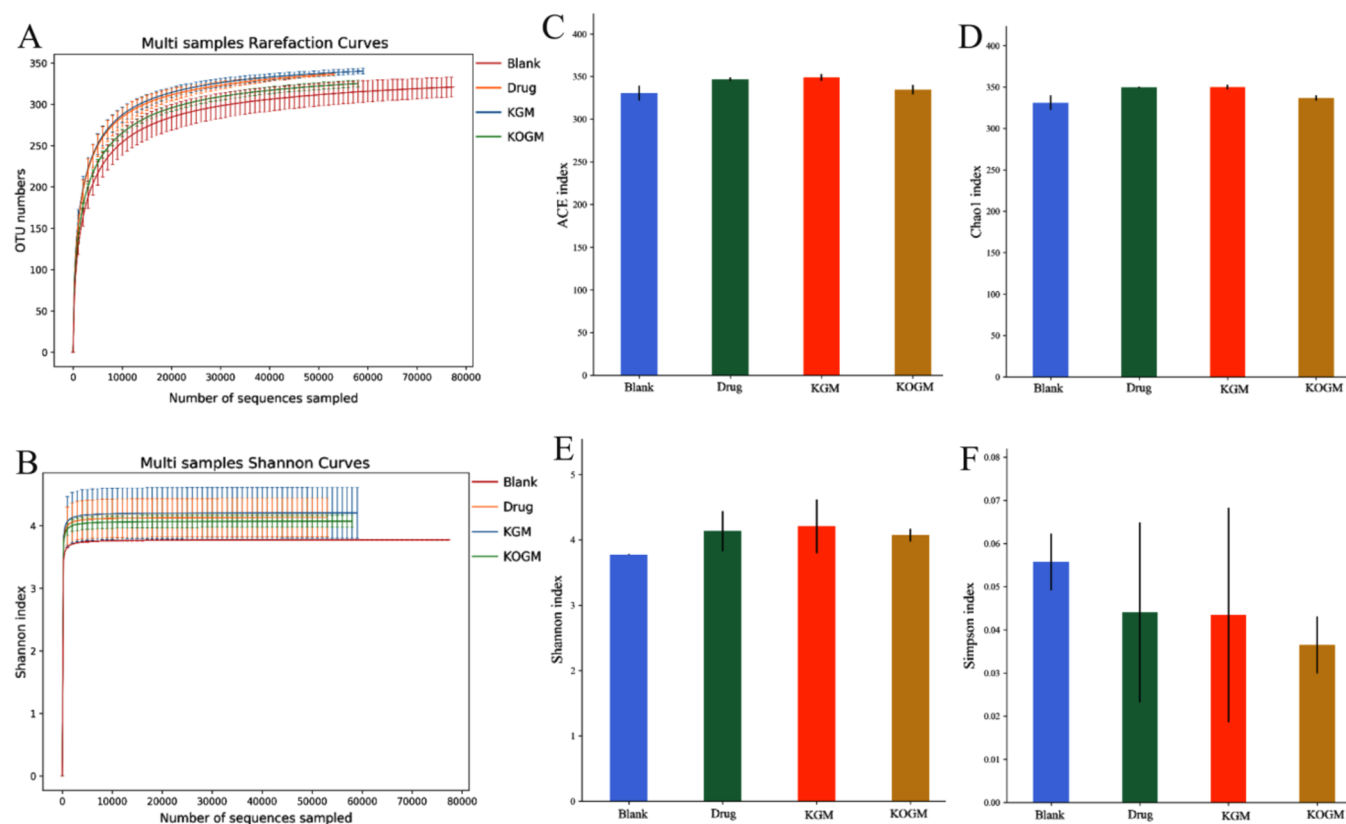 A
Multi samples Rarefaction Curves
350
300
250
200
150
100
50
0
OTU numbers
0 10000 20000 30000 40000 50000 60000 70000 80000
Number of sequences sampled
Blank
Drug
KGM
KOGM
C
400
350
300
250
200
150
100
50
0
ACE index
Blank Drug KGM KOGM
D
400
350
300
250
200
150
100
50
0
Chao1 index
Blank Drug KGM KOGM
B
Multi samples Shannon Curves
4
3
2
1
0
Shannon index
0 10000 20000 30000 40000 50000 60000 70000 80000
Number of sequences sampled
Blank
Drug
KGM
KOGM
E
5
4
3
2
1
0
Shannon index
Blank Drug KGM KOGM
F
0.08
0.07
0.06
0.05
0.04
0.03
0.02
0.01
0.00
Simpson index
Blank Drug KGM KOGM